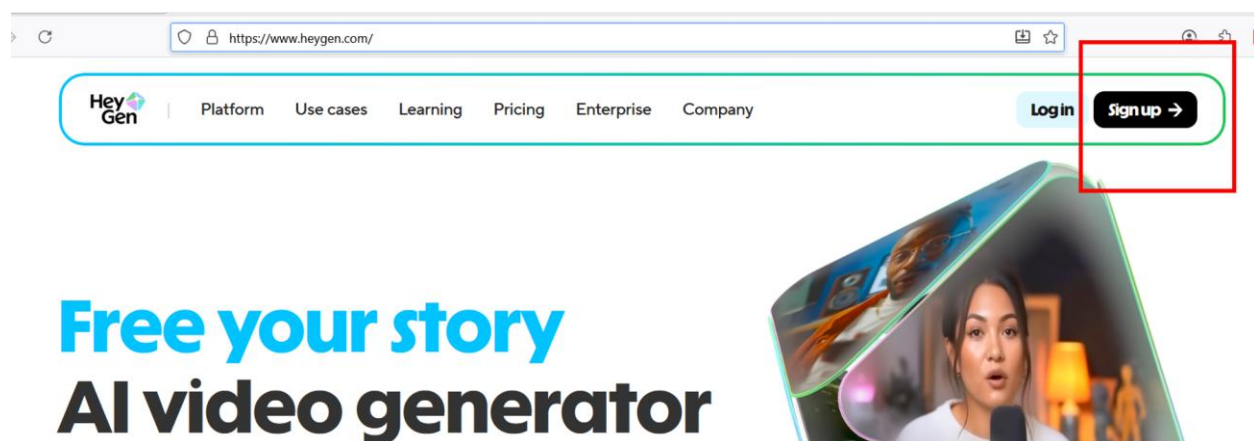 https://www.heygen.com/
Hey Gen Platform Use cases Learning Pricing Enterprise Company Log in Sign up →
Free your story
AI video generator